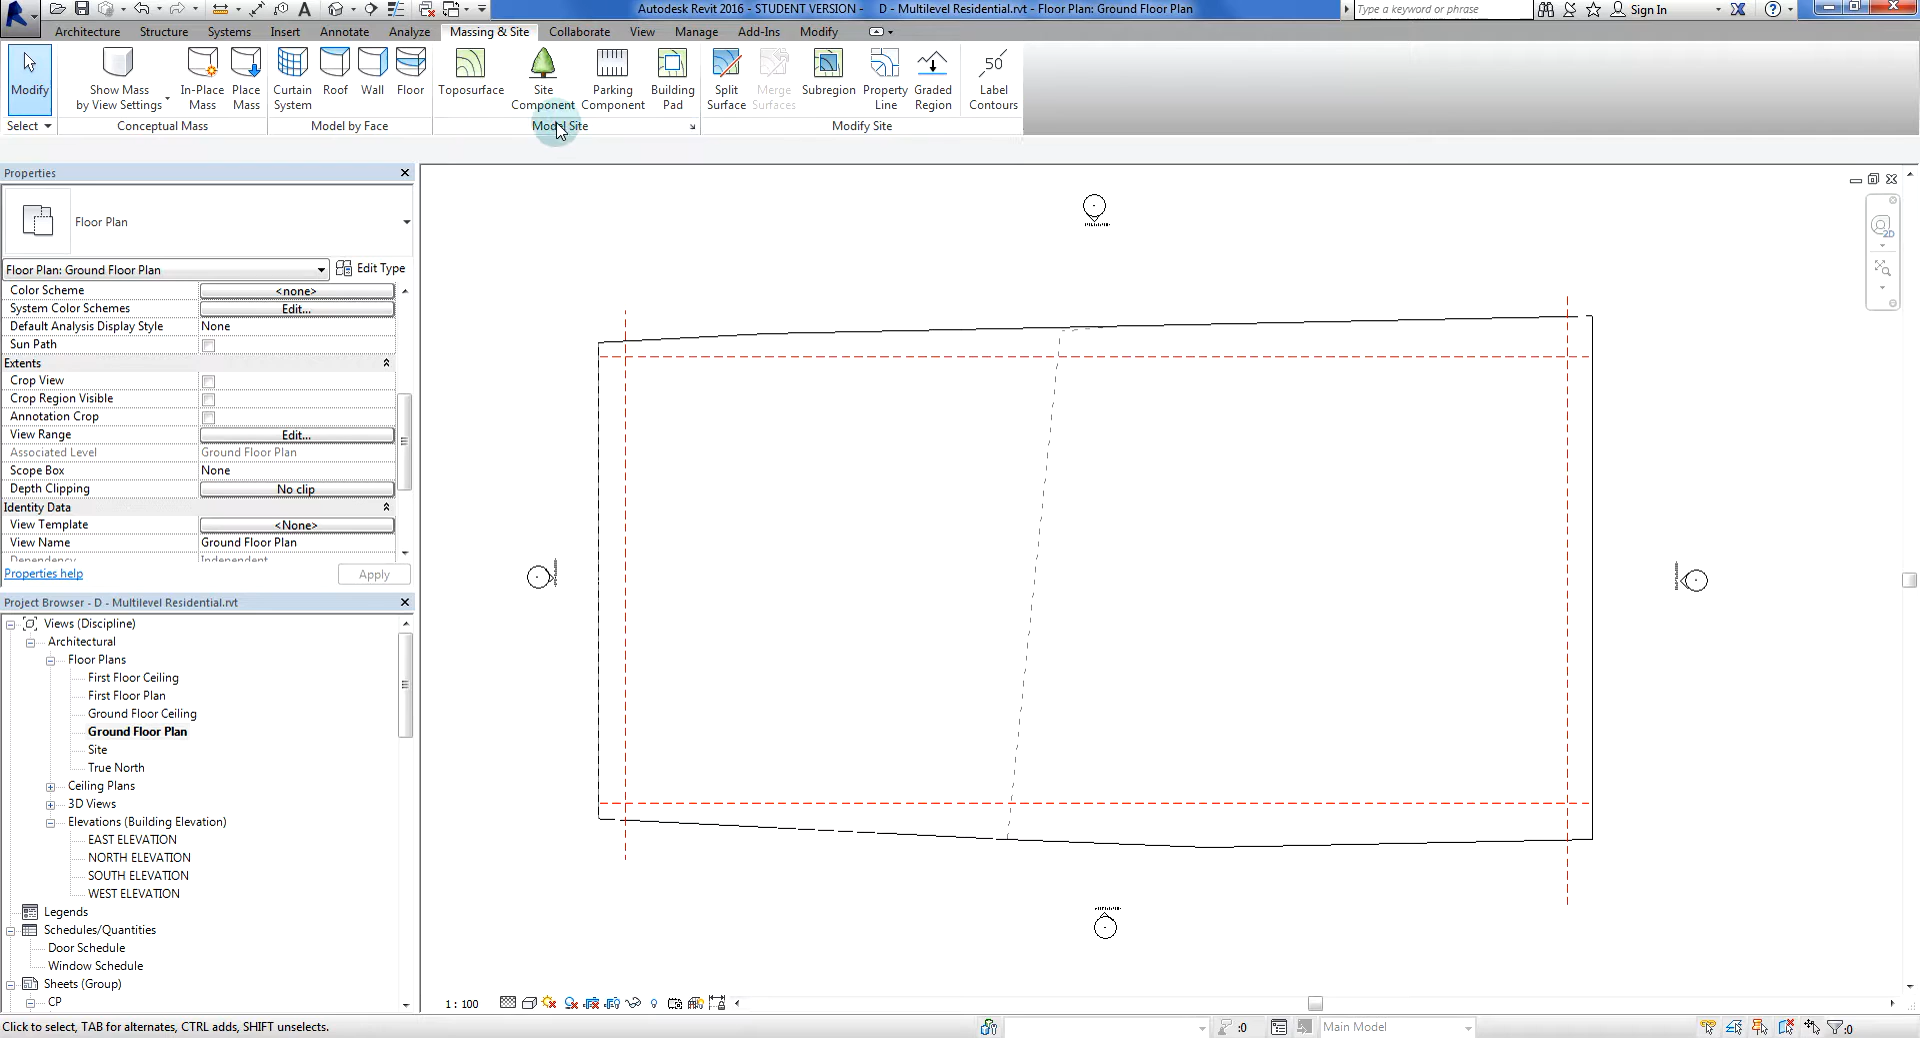 Autodesk Revit 2016 - STUDENT VERSION - D - Multilevel Residential.rvt - Floor Plan: Ground Floor Plan
Type a keyword or phrase
Sign In
Architecture Structure Systems Insert Annotate Analyze Massing & Site Collaborate View Manage Add-Ins Modify
Modify
Show Mass
by View Settings
In-Place
Mass
Place
Mass
Curtain
System
Roof
Wall
Floor
Toposurface
Site
Component
Parking
Component
Building
Pad
Split
Surface
Merge
Surfaces
Subregion
Property
Line
Graded
Region
50
Label
Contours
Select
Conceptual Mass
Model by Face
Model Site
Modify Site
Properties
Floor Plan
Floor Plan: Ground Floor Plan
Edit Type
Color Scheme <none>
System Color Schemes Edit...
Default Analysis Display Style None
Sun Path
Extents
Crop View
Crop Region Visible
Annotation Crop
View Range Edit...
Associated Level Ground Floor Plan
Scope Box None
Depth Clipping No clip
Identity Data
View Template <None>
View Name Ground Floor Plan
Dependency Independent
Properties help
Apply
Project Browser - D - Multilevel Residential.rvt
Views (Discipline)
Architectural
Floor Plans
First Floor Ceiling
First Floor Plan
Ground Floor Ceiling
Ground Floor Plan
Site
True North
Ceiling Plans
3D Views
Elevations (Building Elevation)
EAST ELEVATION
NORTH ELEVATION
SOUTH ELEVATION
WEST ELEVATION
Legends
Schedules/Quantities
Door Schedule
Window Schedule
Sheets (Group)
CP
2D
1 : 100
Click to select, TAB for alternates, CTRL adds, SHIFT unselects.
:0
Main Model
:0